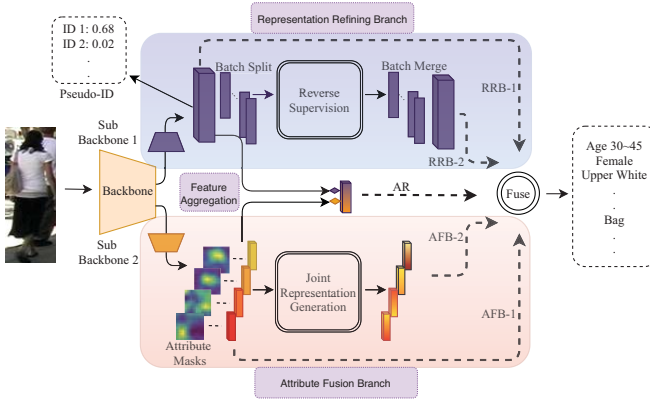 Representation Refining Branch
ID 1: 0.68
ID 2: 0.02
.
.
Pseudo-ID
Batch Split
Reverse
Supervision
Batch Merge
RRB-1
RRB-2
Sub
Backbone 1
Backbone
Sub
Backbone 2
Feature
Aggregation
AR
Fuse
Age 30~45
Female
Upper White
.
.
Bag
.
.
AFB-2
AFB-1
Joint
Representation
Generation
Attribute
Masks
Attribute Fusion Branch